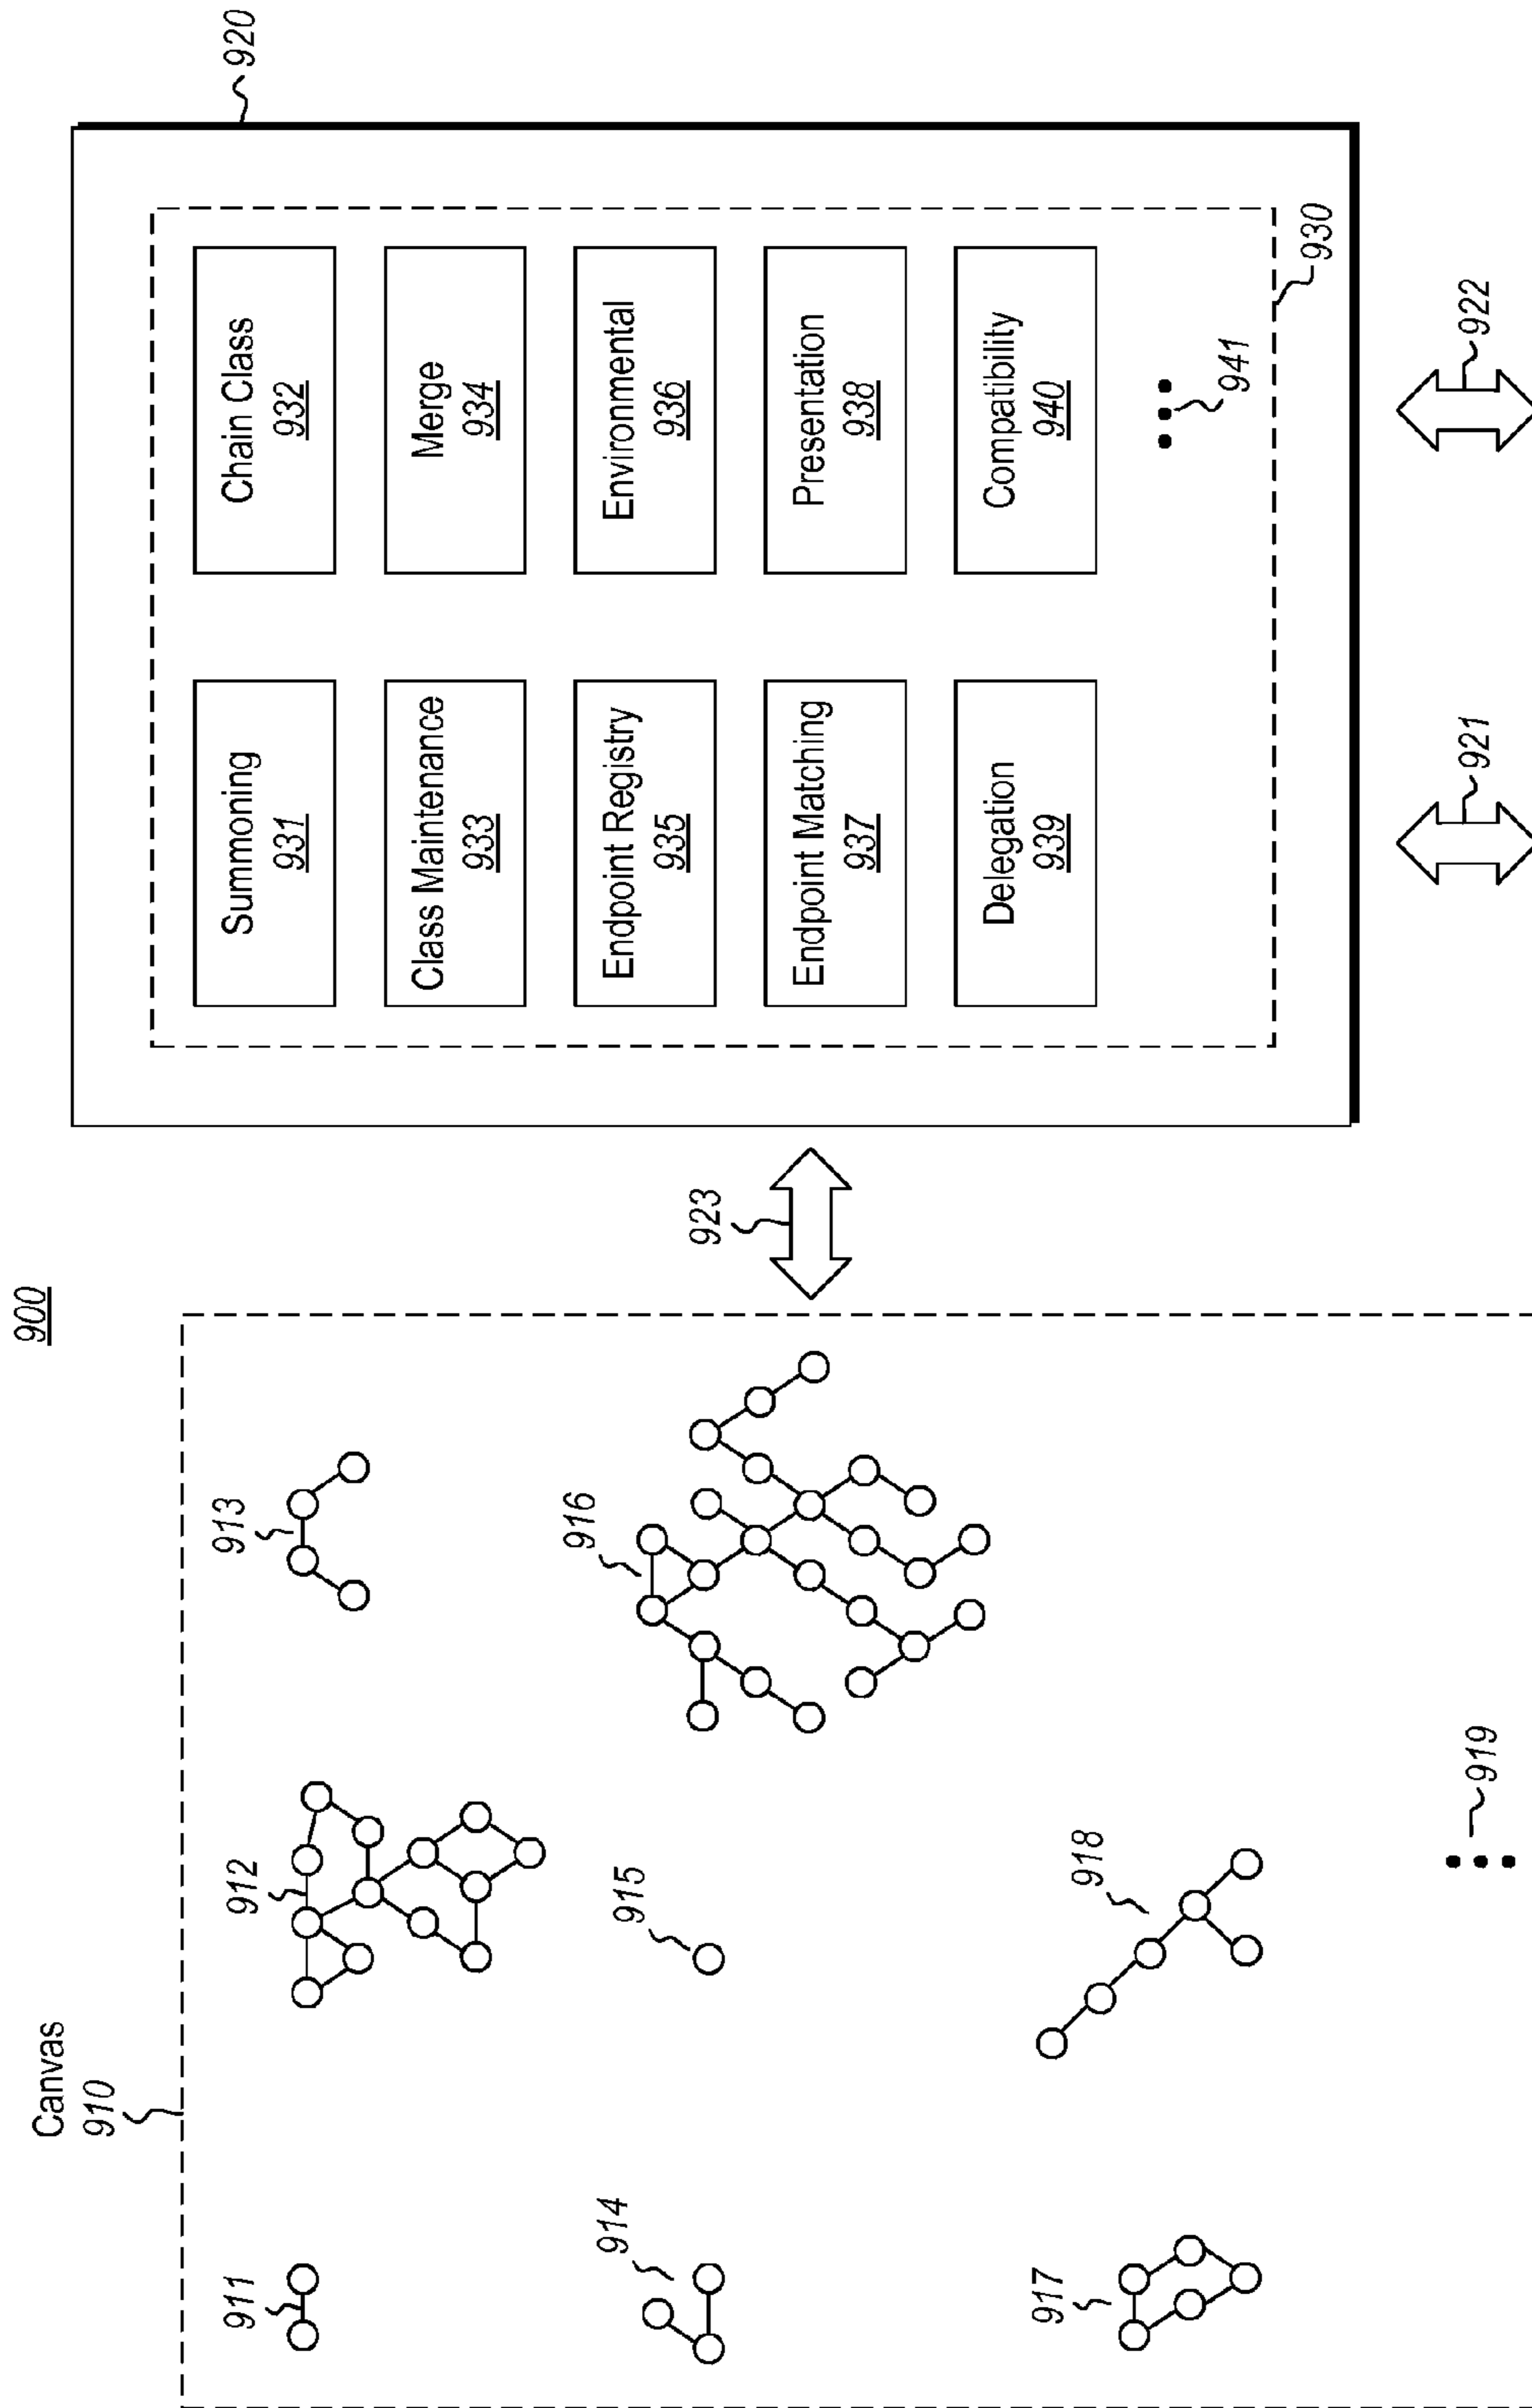 900
Canvas
910
911
912
913
914
915
916
917
918
919
920
Summoning
931
Chain Class
932
Class Maintenance
933
Merge
934
Endpoint Registry
935
Environmental
936
Endpoint Matching
937
Presentation
938
Delegation
939
Compatibility
940
941
930
923
921
922